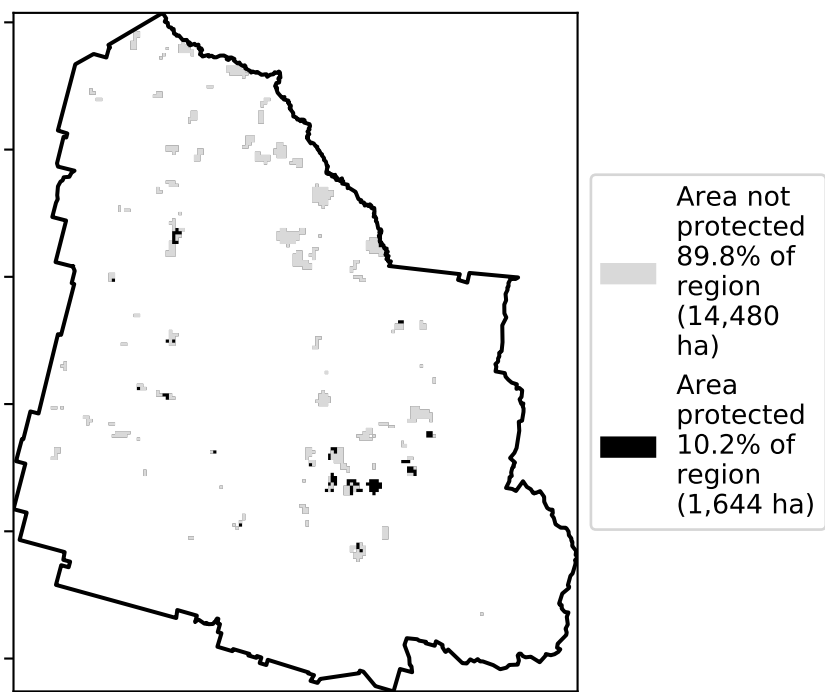 Area not
protected
89.8% of
region
(14,480
ha)
Area
protected
10.2% of
region
(1,644 ha)